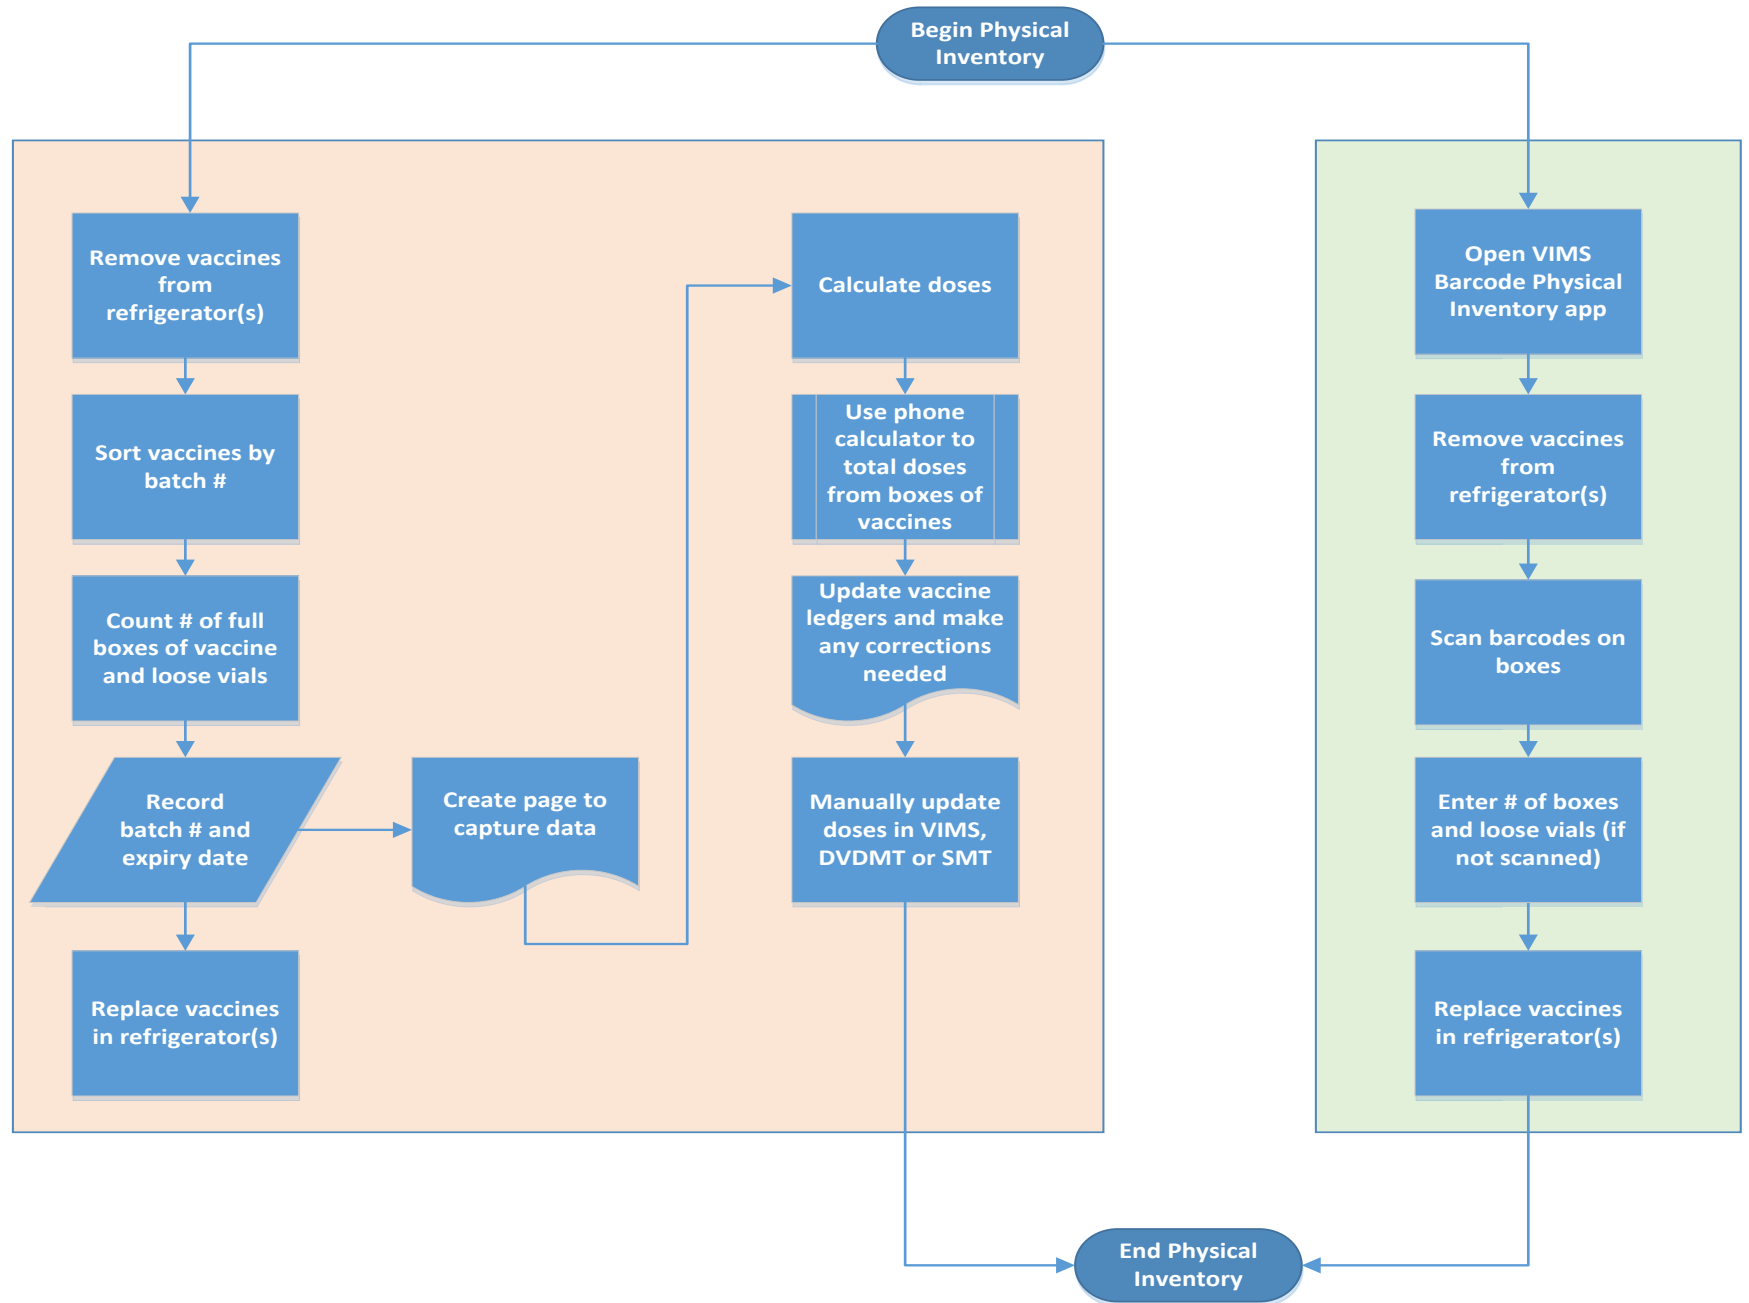 Begin Physical
Inventory
Remove vaccines
from
refrigerator(s)
Sort vaccines by
batch #
Count # of full
boxes of vaccine
and loose vials
Record
batch # and
expiry date
Replace vaccines
in refrigerator(s)
Create page to
capture data
Calculate doses
Use phone
calculator to
total doses
from boxes of
vaccines
Update vaccine
ledgers and make
any corrections
needed
Manually update
doses in VIMS,
DVDMT or SMT
Open VIMS
Barcode Physical
Inventory app
Remove vaccines
from
refrigerator(s)
Scan barcodes on
boxes
Enter # of boxes
and loose vials (if
not scanned)
Replace vaccines
in refrigerator(s)
End Physical
Inventory